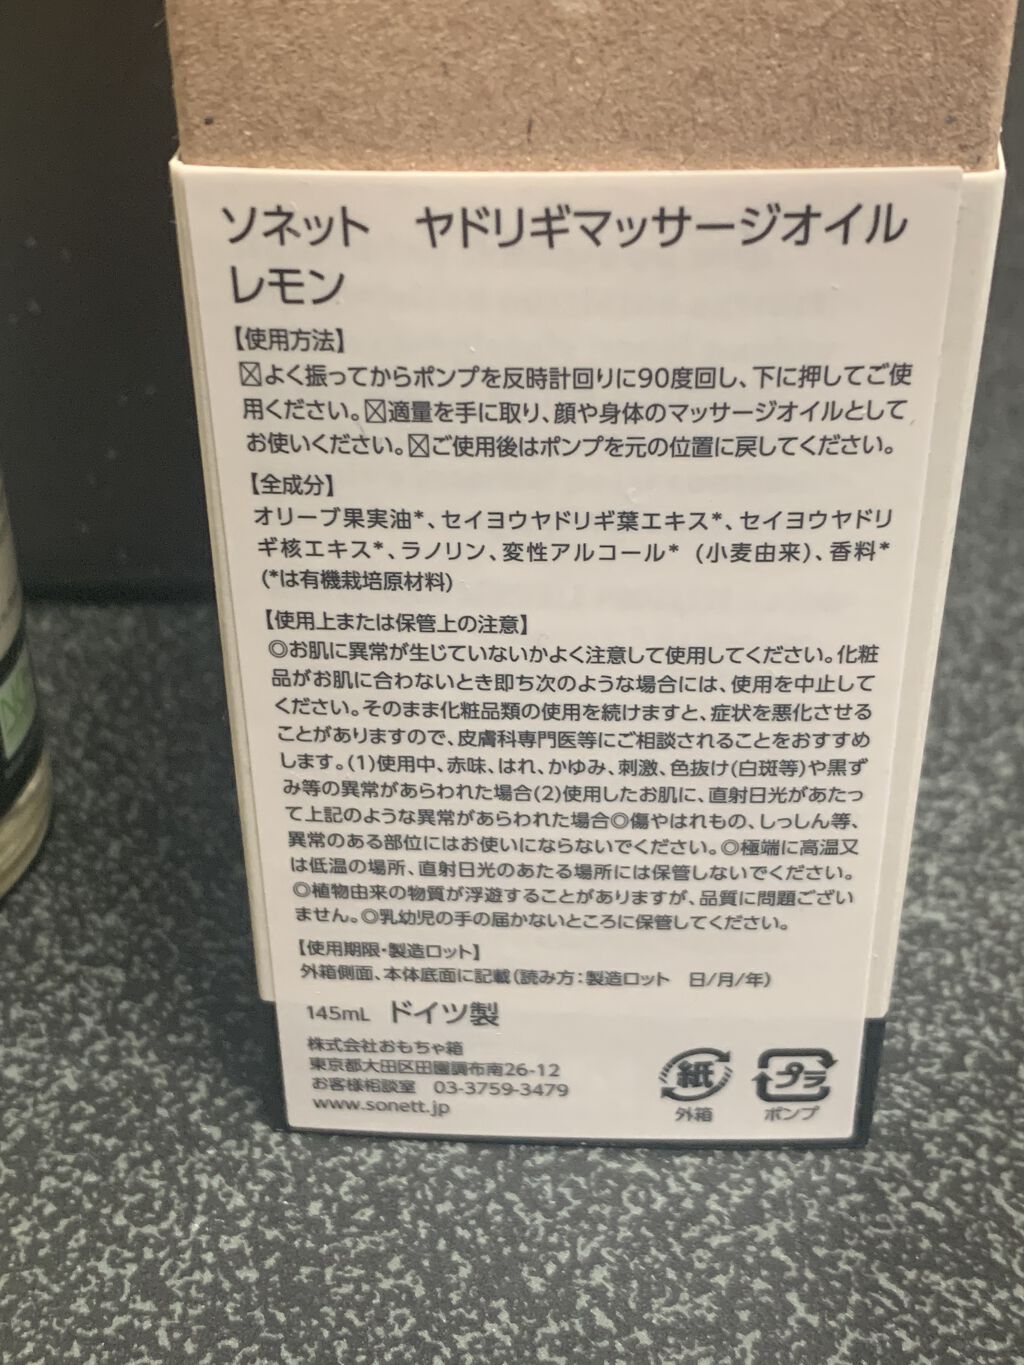 ソネット　ヤドリギマッサージオイル
レモン
【使用方法】
☒よく振ってからポンプを反時計回りに90度回し、下に押してご使
用ください。☒適量を手に取り、顔や身体のマッサージオイルとして
お使いください。☒ご使用後はポンプを元の位置に戻してください。
【全成分】
オリーブ果実油*、セイヨウヤドリギ葉エキス*、セイヨウヤドリ
ギ核エキス*、ラノリン、変性アルコール* (小麦由来)、香料*
(*は有機栽培原材料)
【使用上または保管上の注意】
◎お肌に異常が生じていないかよく注意して使用してください。化粧
品がお肌に合わないとき即ち次のような場合には、使用を中止して
ください。そのまま化粧品類の使用を続けますと、症状を悪化させる
ことがありますので、皮膚科専門医等にご相談されることをおすすめ
します。(1)使用中、赤味、はれ、かゆみ、刺激、色抜け(白斑等)や黒ず
み等の異常があらわれた場合(2)使用したお肌に、直射日光があたっ
て上記のような異常があらわれた場合◎傷やはれもの、しっしん等、
異常のある部位にはお使いにならないでください。◎極端に高温又
は低温の場所、直射日光のあたる場所には保管しないでください。
◎植物由来の物質が浮遊することがありますが、品質に問題ござい
ません。◎乳幼児の手の届かないところに保管してください。
【使用期限・製造ロット】
外箱側面、本体底面に記載(読み方：製造ロット　日/月/年)
145mL ドイツ製
株式会社おもちゃ箱
東京都大田区田園調布南26-12
お客様相談室　03-3759-3479
www.sonett.jp
紙
外箱
プラ
ポンプ